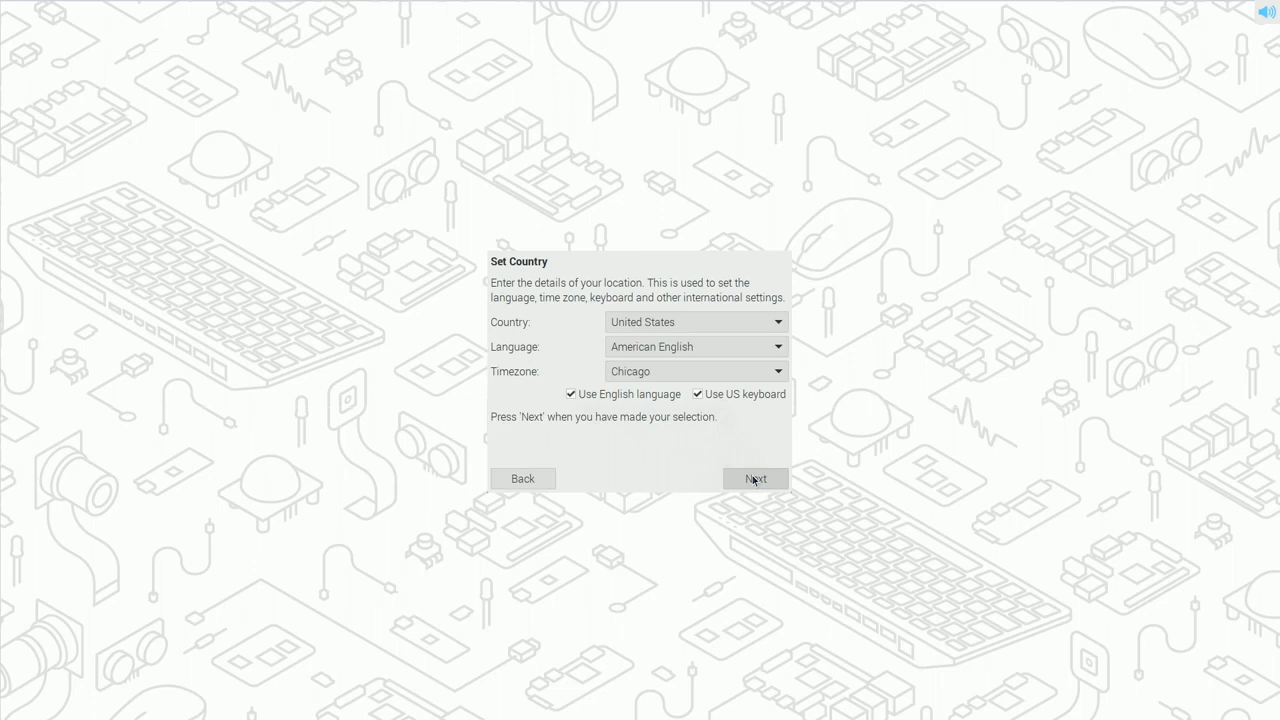 Set Country
Enter the details of your location. This is used to set the
language, time zone, keyboard and other international settings.
Country: United States
Language: American English
Timezone: Chicago
Use English language Use US keyboard
Press 'Next' when you have made your selection.
Back Next